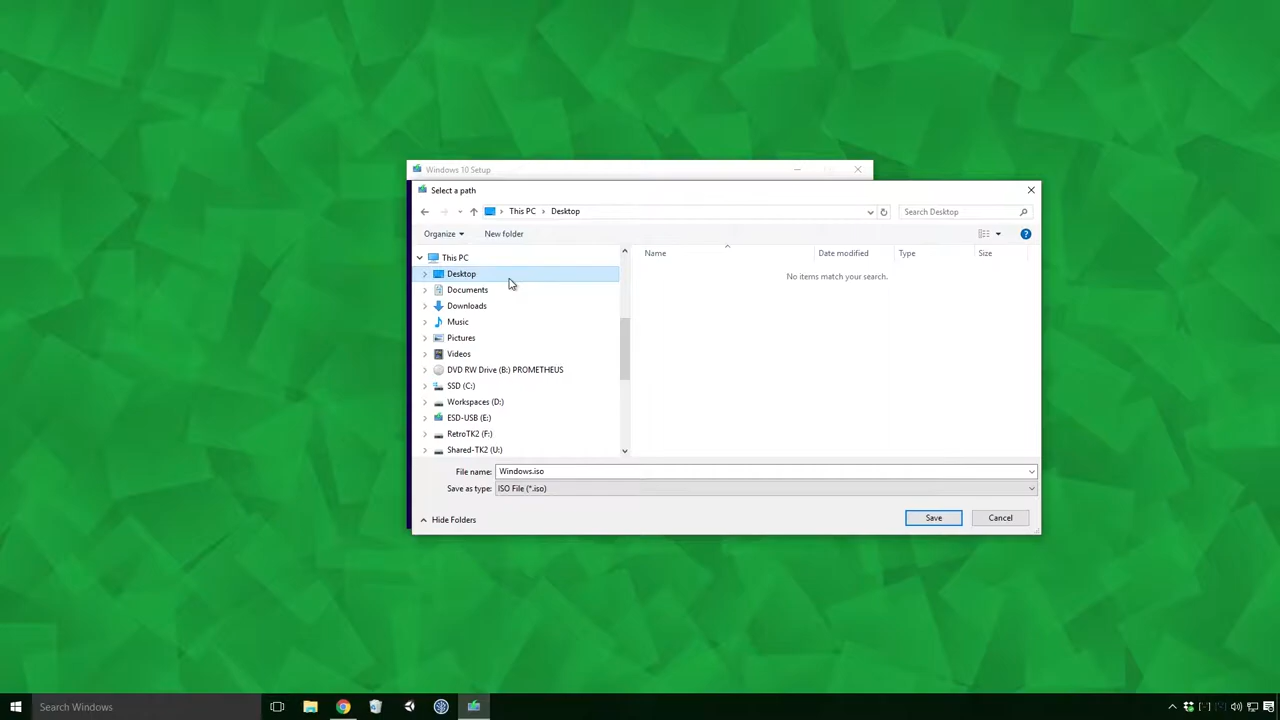 Windows 10 Setup
Select a path
This PC
Desktop
Search Desktop
Organize
New folder
Name
Date modified
Type
Size
No items match your search.
This PC
Desktop
Documents
Downloads
Music
Pictures
Videos
DVD RW Drive (B:) PROMETHEUS
SSD (C:)
Workspaces (D:)
ESD-USB (E:)
RetroTK2 (F:)
Shared-TK2 (U:)
File name: Windows.iso
Save as type: ISO File (*.iso)
Hide Folders
Save
Cancel
Search Windows